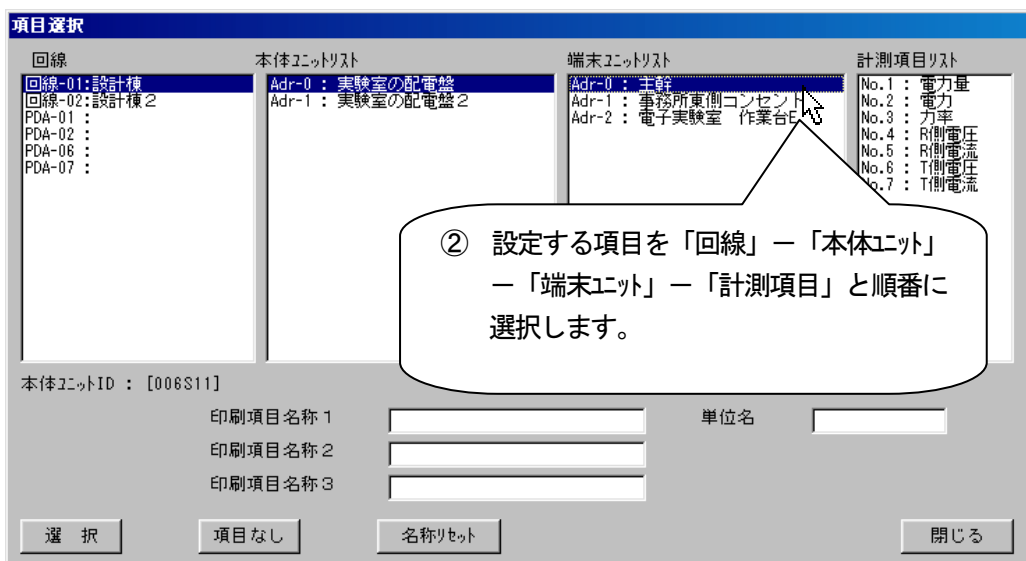 項目選択
回線
本体ﾕﾆｯﾄﾘｽﾄ
端末ﾕﾆｯﾄﾘｽﾄ
計測項目ﾘｽﾄ
回線-01:設計棟
回線-02:設計棟２
PDA-01 :
PDA-02 :
PDA-06 :
PDA-07 :
Adr-0 : 実験室の配電盤
Adr-1 : 実験室の配電盤２
Adr-0 : 主幹
Adr-1 : 事務所東側コンセント
Adr-2 : 電子実験室　作業台E
No.1 : 電力量
No.2 : 電力
No.3 : 力率
No.4 : R側電圧
No.5 : R側電流
No.6 : T側電圧
No.7 : T側電流
② 設定する項目を「回線」－「本体ﾕﾆｯﾄ」
－「端末ﾕﾆｯﾄ」－「計測項目」と順番に
選択します。
本体ﾕﾆｯﾄID : [006S11]
印刷項目名称１
単位名
印刷項目名称２
印刷項目名称３
選　択
項目なし
名称ﾘｾｯﾄ
閉じる